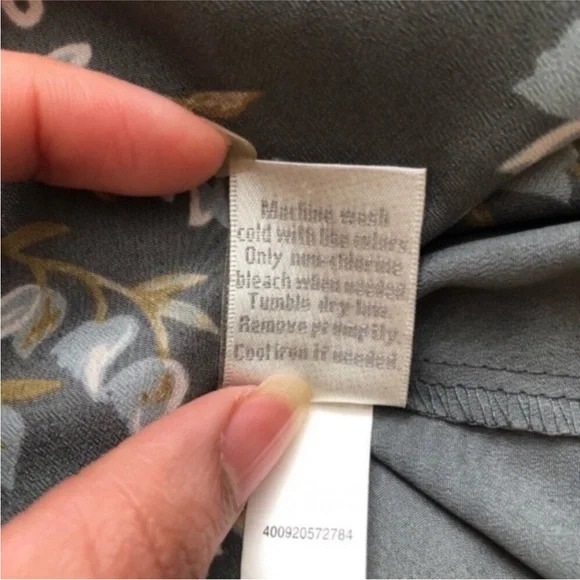 Machine wash
cold with like colors.
Only non-chlorine
bleach when needed.
Tumble dry low.
Remove promptly.
Cool iron if needed.
400920572784